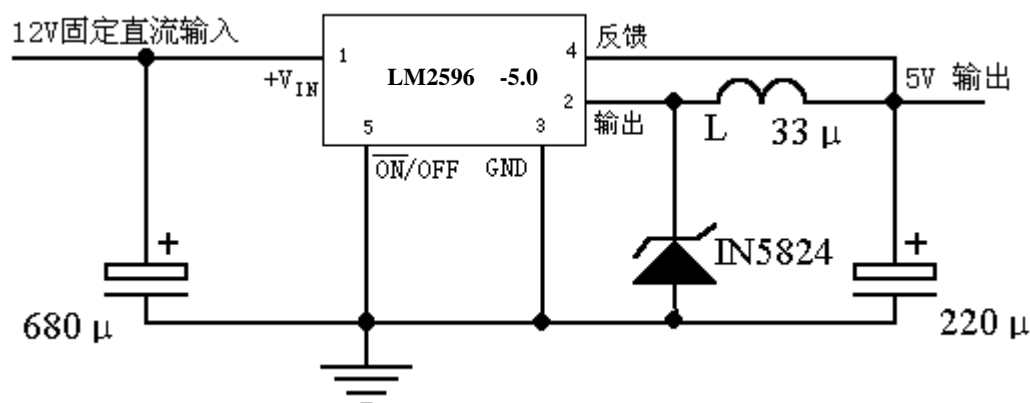 12V固定直流输入
1
+VIN
LM2596 -5.0
4
反馈
2
输出
5V 输出
L
33 μ
5
3
ON/OFF
GND
+
680 μ
IN5824
+
220 μ